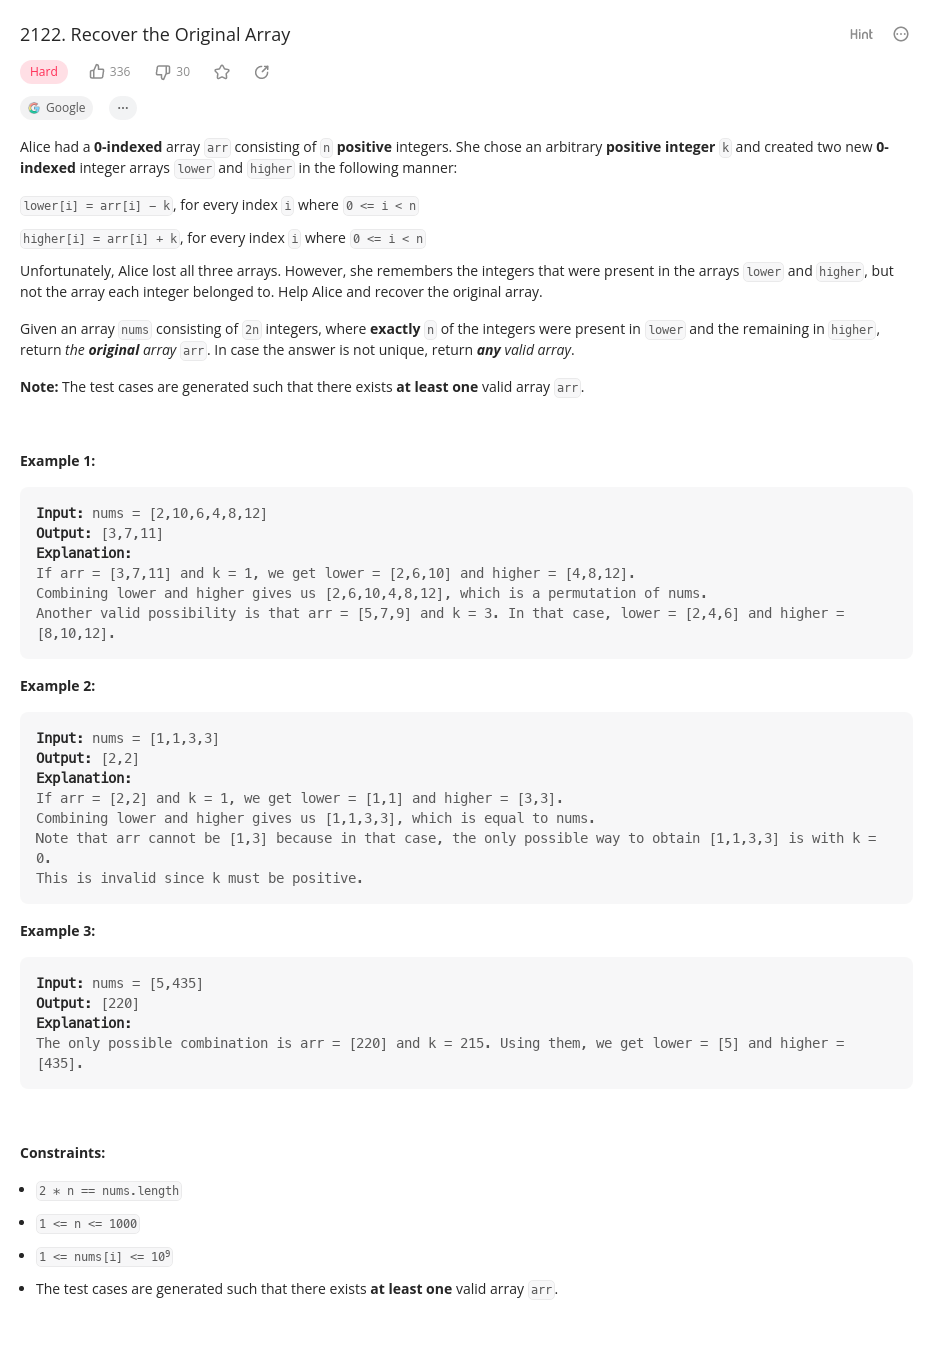 2122. Recover the Original Array
Hint
Hard
336
30
Google
Alice had a 0-indexed array arr consisting of n positive integers. She chose an arbitrary positive integer k and created two new 0-
indexed integer arrays lower and higher in the following manner:
lower[i] = arr[i] − k, for every index i where 0 <= i < n
higher[i] = arr[i] + k, for every index i where 0 <= i < n
Unfortunately, Alice lost all three arrays. However, she remembers the integers that were present in the arrays lower and higher, but
not the array each integer belonged to. Help Alice and recover the original array.
Given an array nums consisting of 2n integers, where exactly n of the integers were present in lower and the remaining in higher,
return the original array arr. In case the answer is not unique, return any valid array.
Note: The test cases are generated such that there exists at least one valid array arr.
Example 1:
Input: nums = [2,10,6,4,8,12]
Output: [3,7,11]
Explanation:
If arr = [3,7,11] and k = 1, we get lower = [2,6,10] and higher = [4,8,12].
Combining lower and higher gives us [2,6,10,4,8,12], which is a permutation of nums.
Another valid possibility is that arr = [5,7,9] and k = 3. In that case, lower = [2,4,6] and higher =
[8,10,12].
Example 2:
Input: nums = [1,1,3,3]
Output: [2,2]
Explanation:
If arr = [2,2] and k = 1, we get lower = [1,1] and higher = [3,3].
Combining lower and higher gives us [1,1,3,3], which is equal to nums.
Note that arr cannot be [1,3] because in that case, the only possible way to obtain [1,1,3,3] is with k =
0.
This is invalid since k must be positive.
Example 3:
Input: nums = [5,435]
Output: [220]
Explanation:
The only possible combination is arr = [220] and k = 215. Using them, we get lower = [5] and higher =
[435].
Constraints:
2 * n == nums.length
1 <= n <= 1000
1 <= nums[i] <= 10⁹
The test cases are generated such that there exists at least one valid array arr.